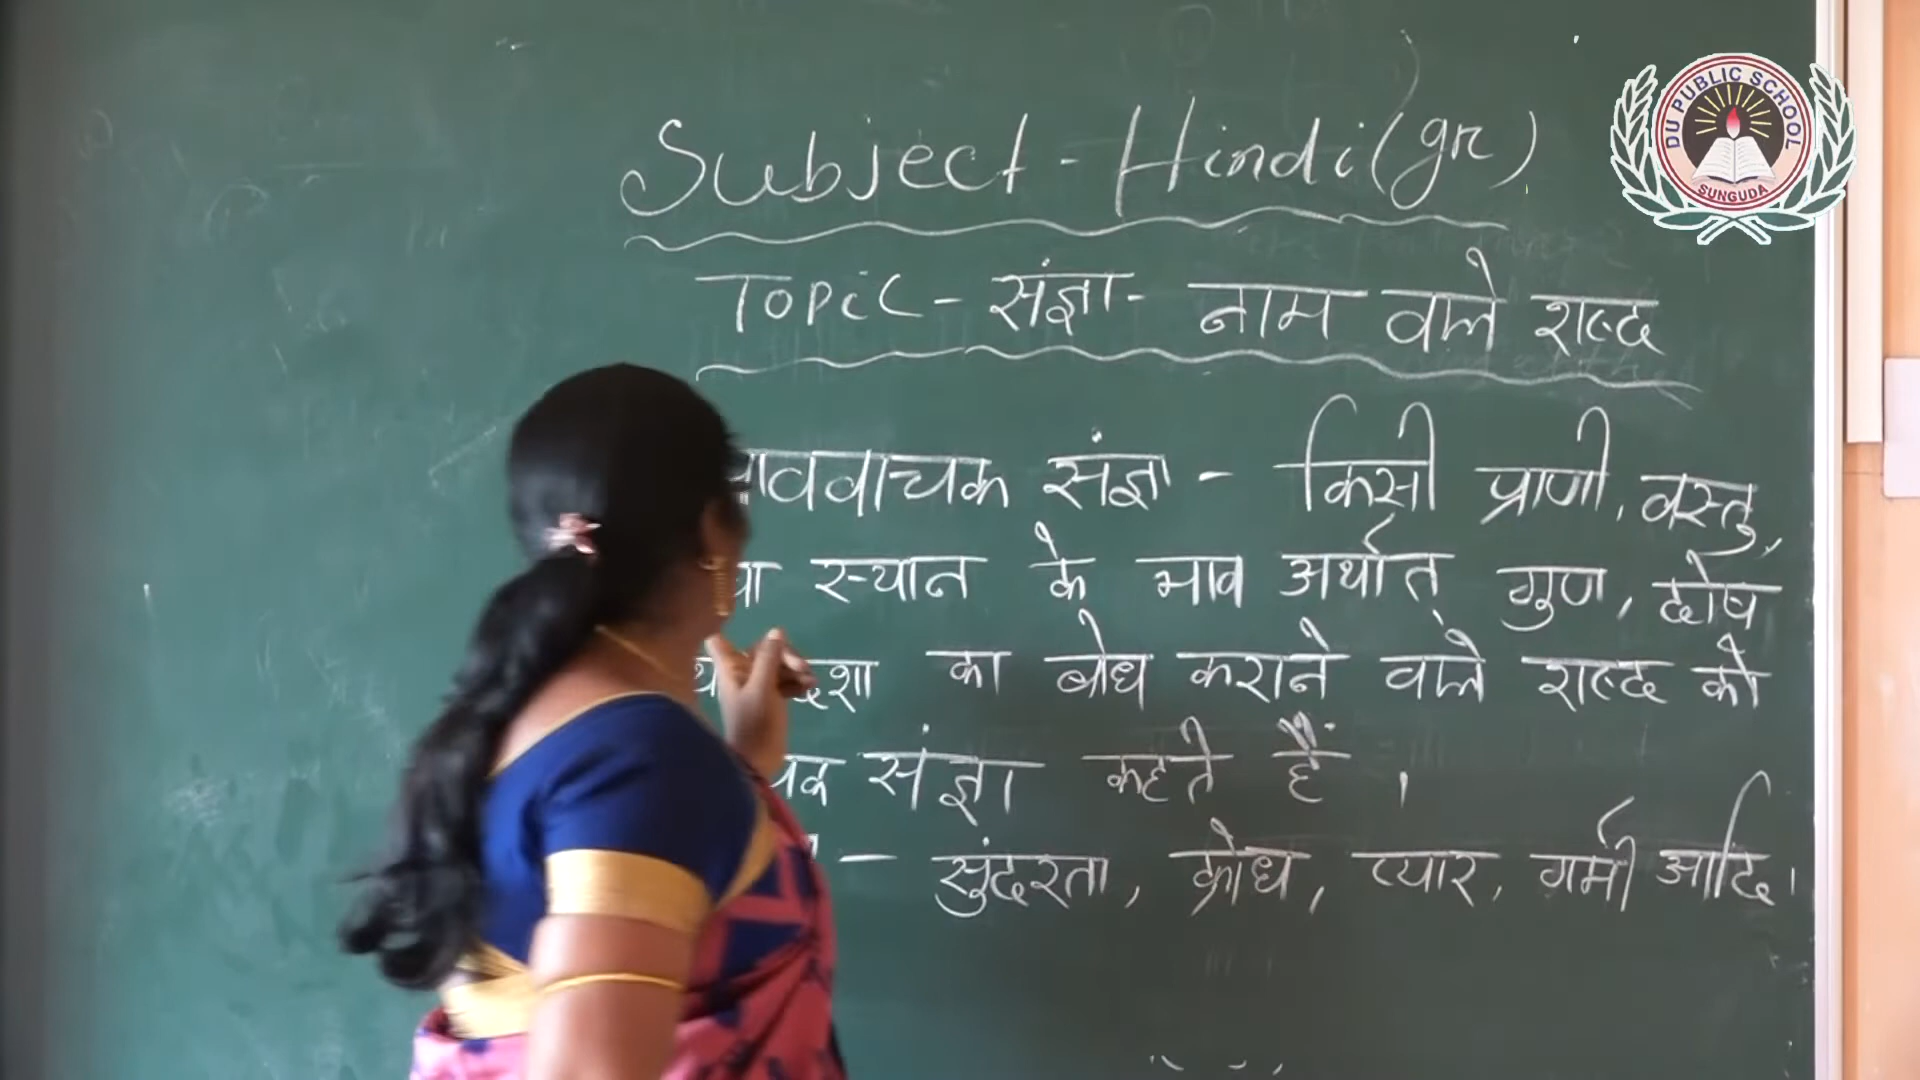 Subject - Hindi (gr)
Topic - संज्ञा - नाम वाले शब्द
भाववाचक संज्ञा - किसी प्राणी, वस्तु,
या स्थान के भाव अर्थात् गुण, दोष
दशा का बोध कराने वाले शब्द को
संज्ञा कहते हैं ।
- सुंदरता, क्रोध, प्यार, गर्मी आदि ।
DU PUBLIC SCHOOL
SUNGUDA